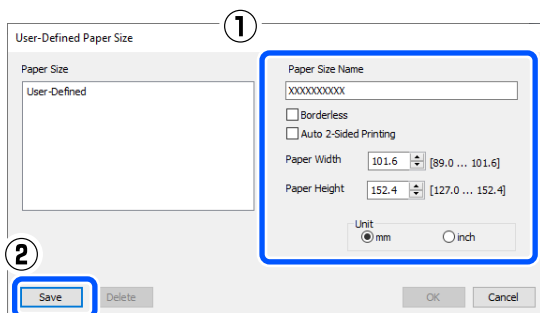 1
User-Defined Paper Size
Paper Size
User-Defined
Paper Size Name
XXXXXXXXXX
Borderless
Auto 2-Sided Printing
Paper Width 101.6 [89.0 ... 101.6]
Paper Height 152.4 [127.0 ... 152.4]
Unit
mm inch
2
Save Delete OK Cancel